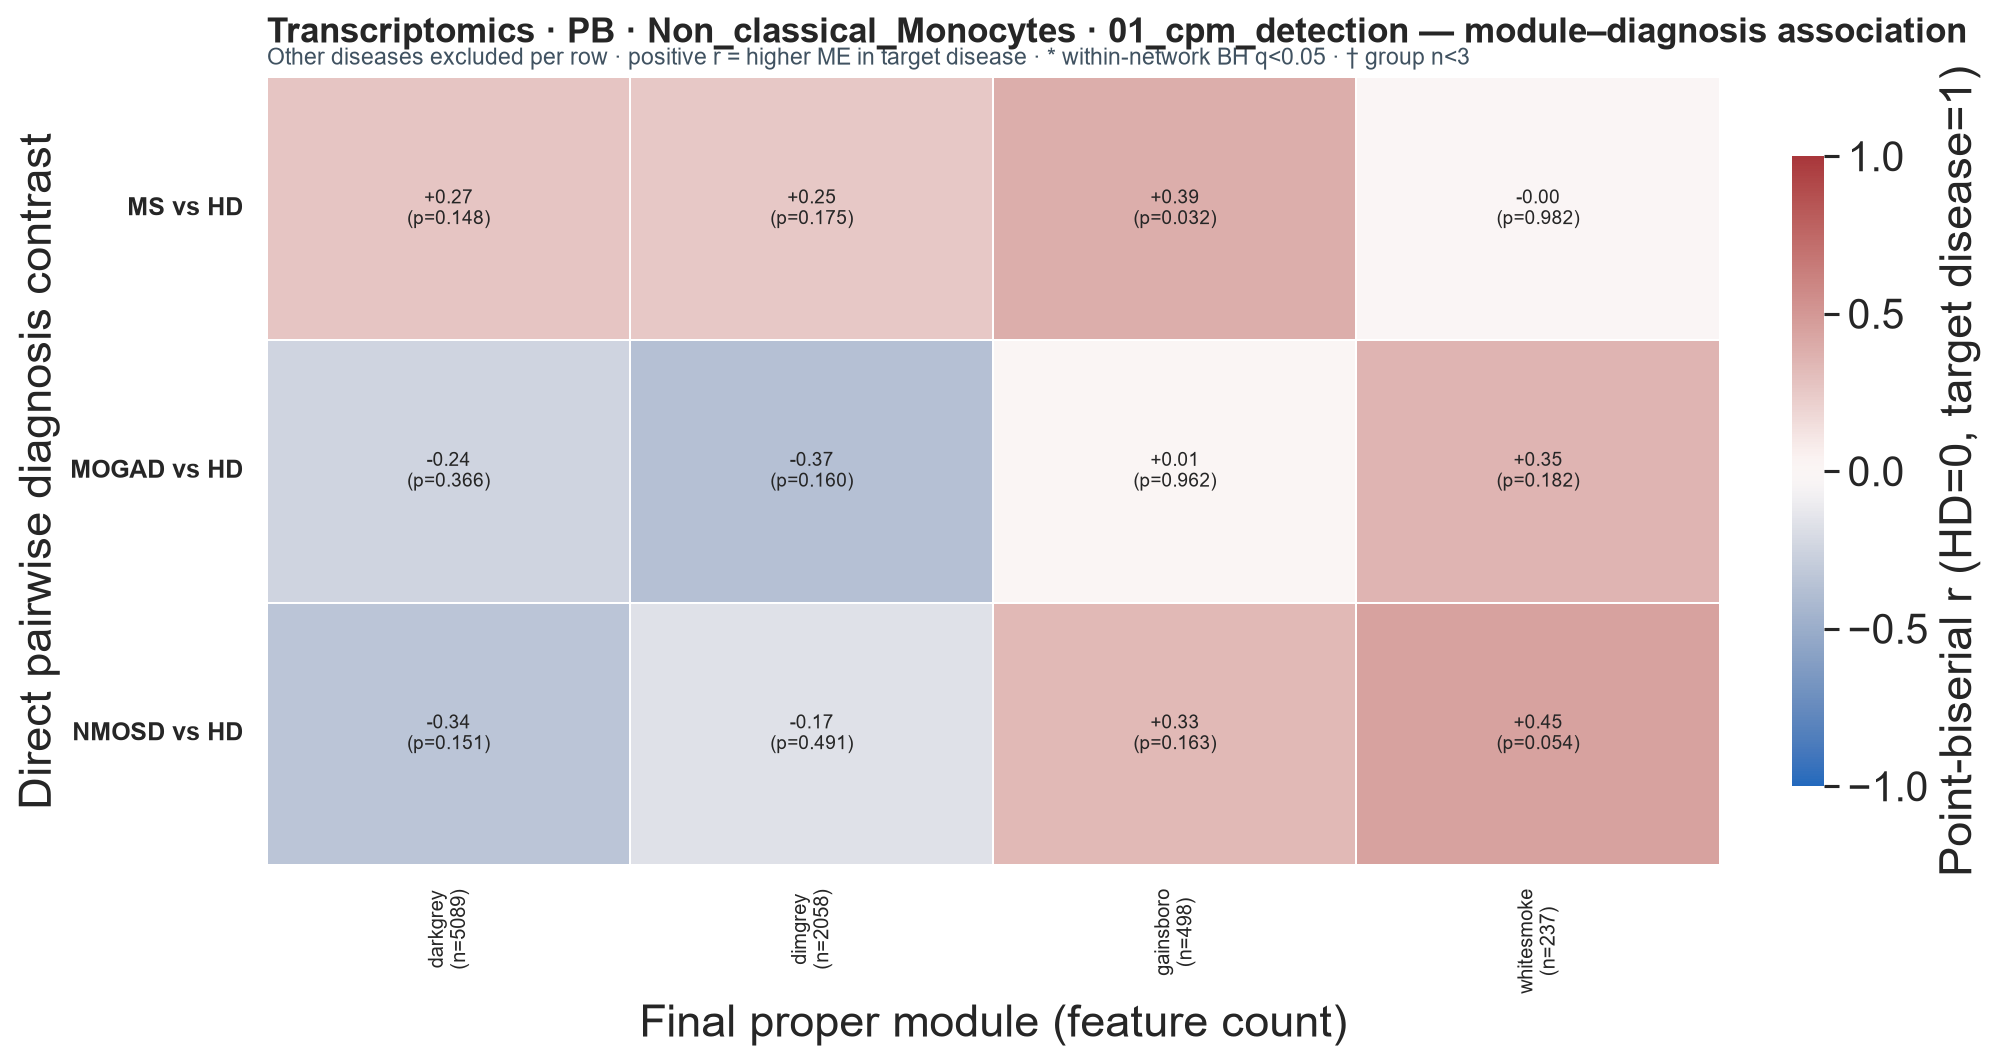 Transcriptomics · PB · Non_classical_Monocytes · 01_cpm_detection — module–diagnosis association
Other diseases excluded per row · positive r = higher ME in target disease · * within-network BH q<0.05 · † group n<3
Direct pairwise diagnosis contrast
MS vs HD
+0.27
(p=0.148)
+0.25
(p=0.175)
+0.39
(p=0.032)
-0.00
(p=0.982)
MOGAD vs HD
-0.24
(p=0.366)
-0.37
(p=0.160)
+0.01
(p=0.962)
+0.35
(p=0.182)
NMOSD vs HD
-0.34
(p=0.151)
-0.17
(p=0.491)
+0.33
(p=0.163)
+0.45
(p=0.054)
darkgrey
(n=5089)
dimgrey
(n=2058)
gainsboro
(n=498)
whitesmoke
(n=237)
Final proper module (feature count)
1.0
0.5
0.0
−0.5
−1.0
Point-biserial r (HD=0, target disease=1)